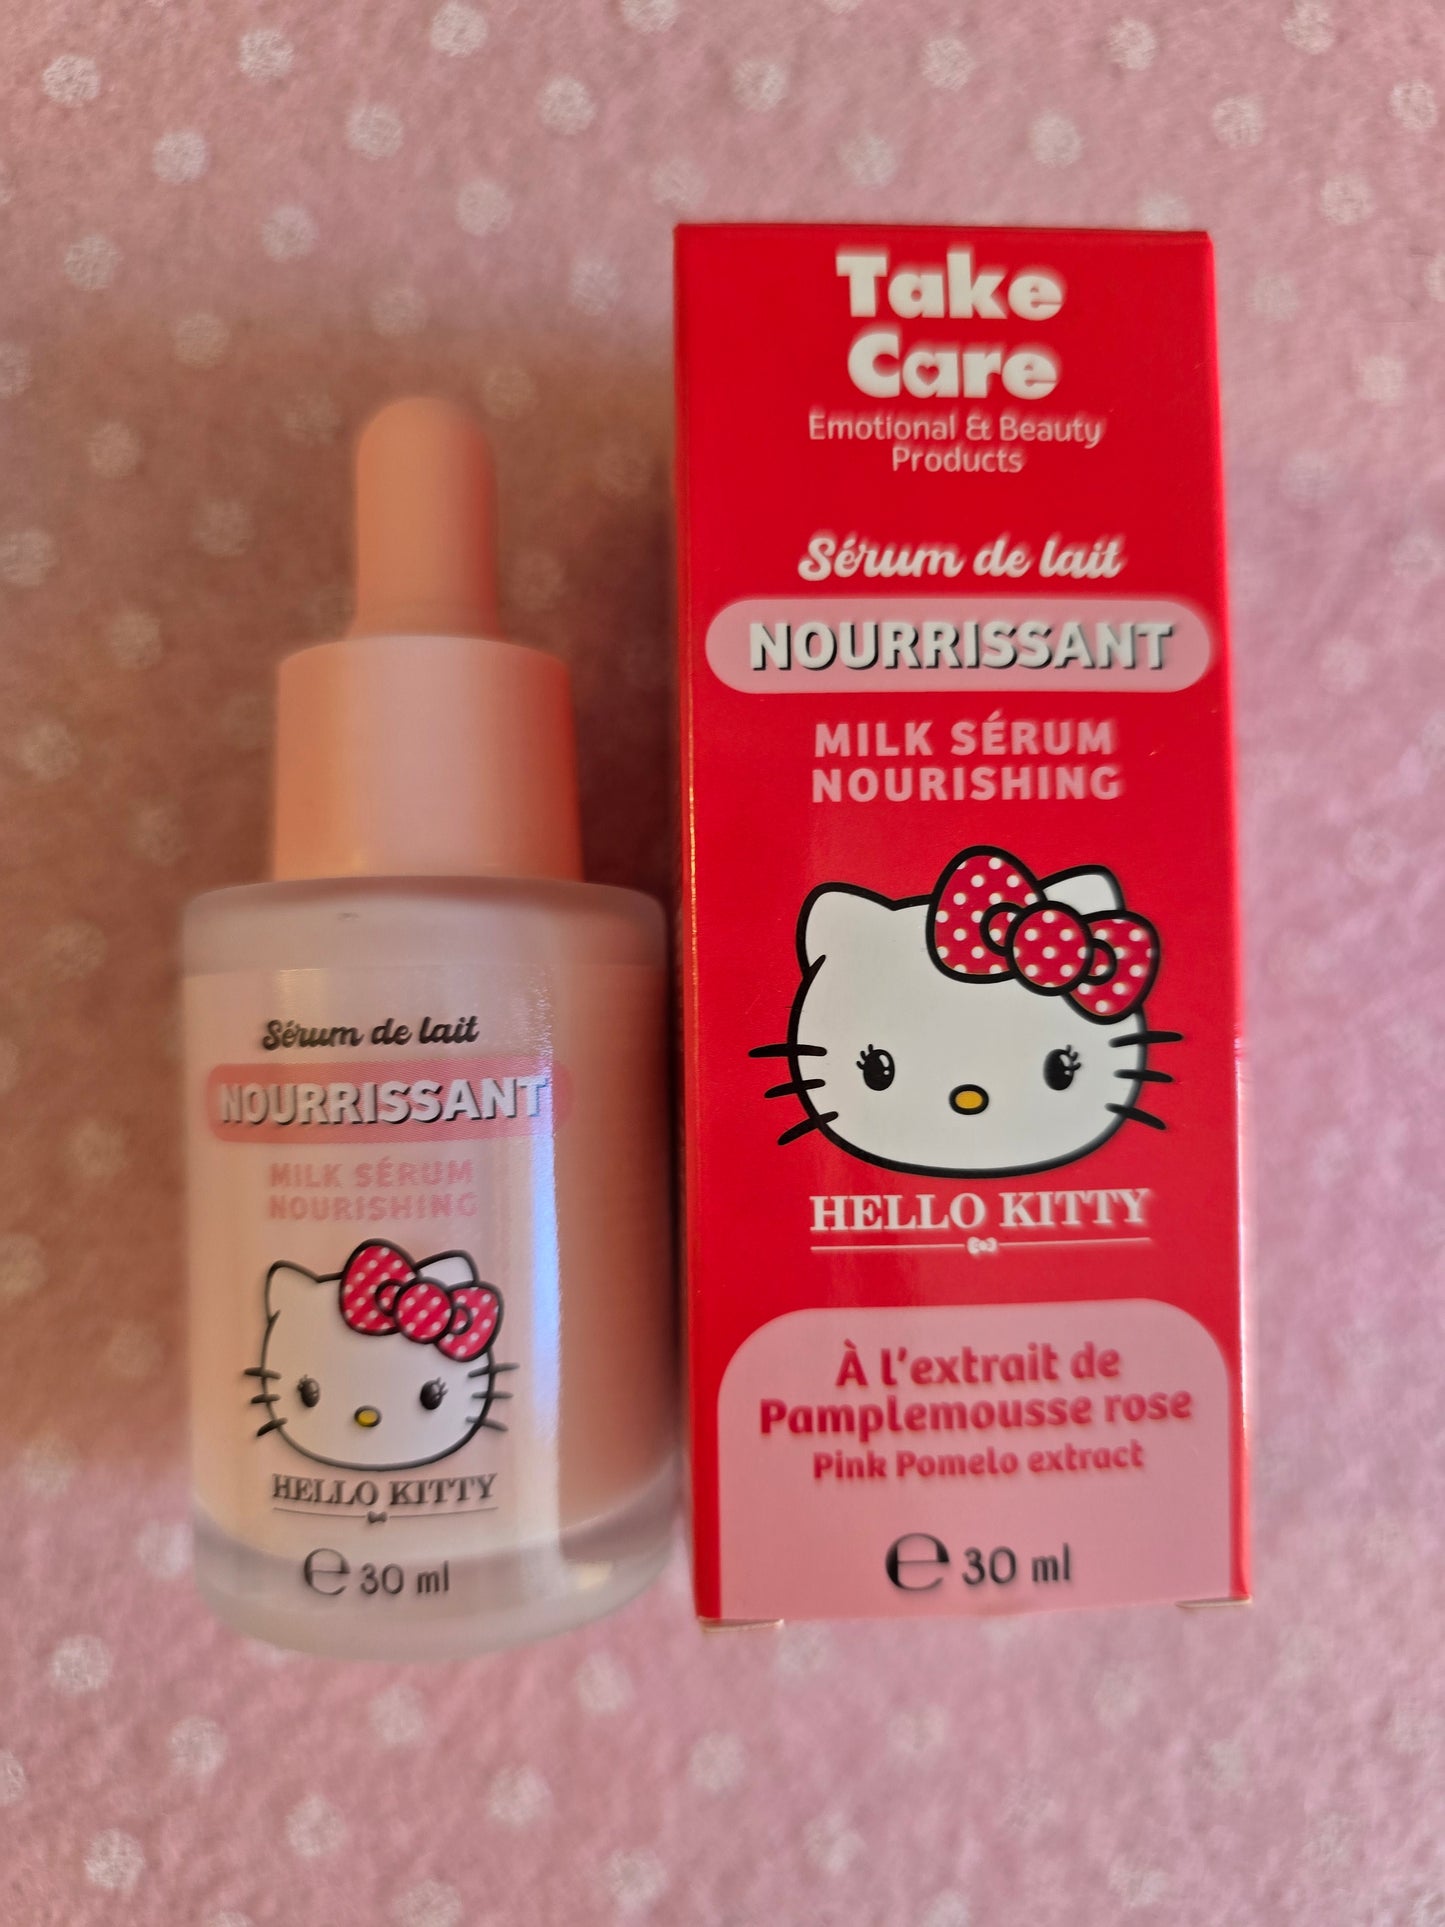 Sérum de lait
NOURRISSANT
MILK SÉRUM
NOURISHING
HELLO KITTY
℮ 30 ml
Take
Care
Emotional & Beauty
Products
Sérum de lait
NOURRISSANT
MILK SÉRUM
NOURISHING
HELLO KITTY
À l'extrait de
Pamplemousse rose
Pink Pomelo extract
℮ 30 ml